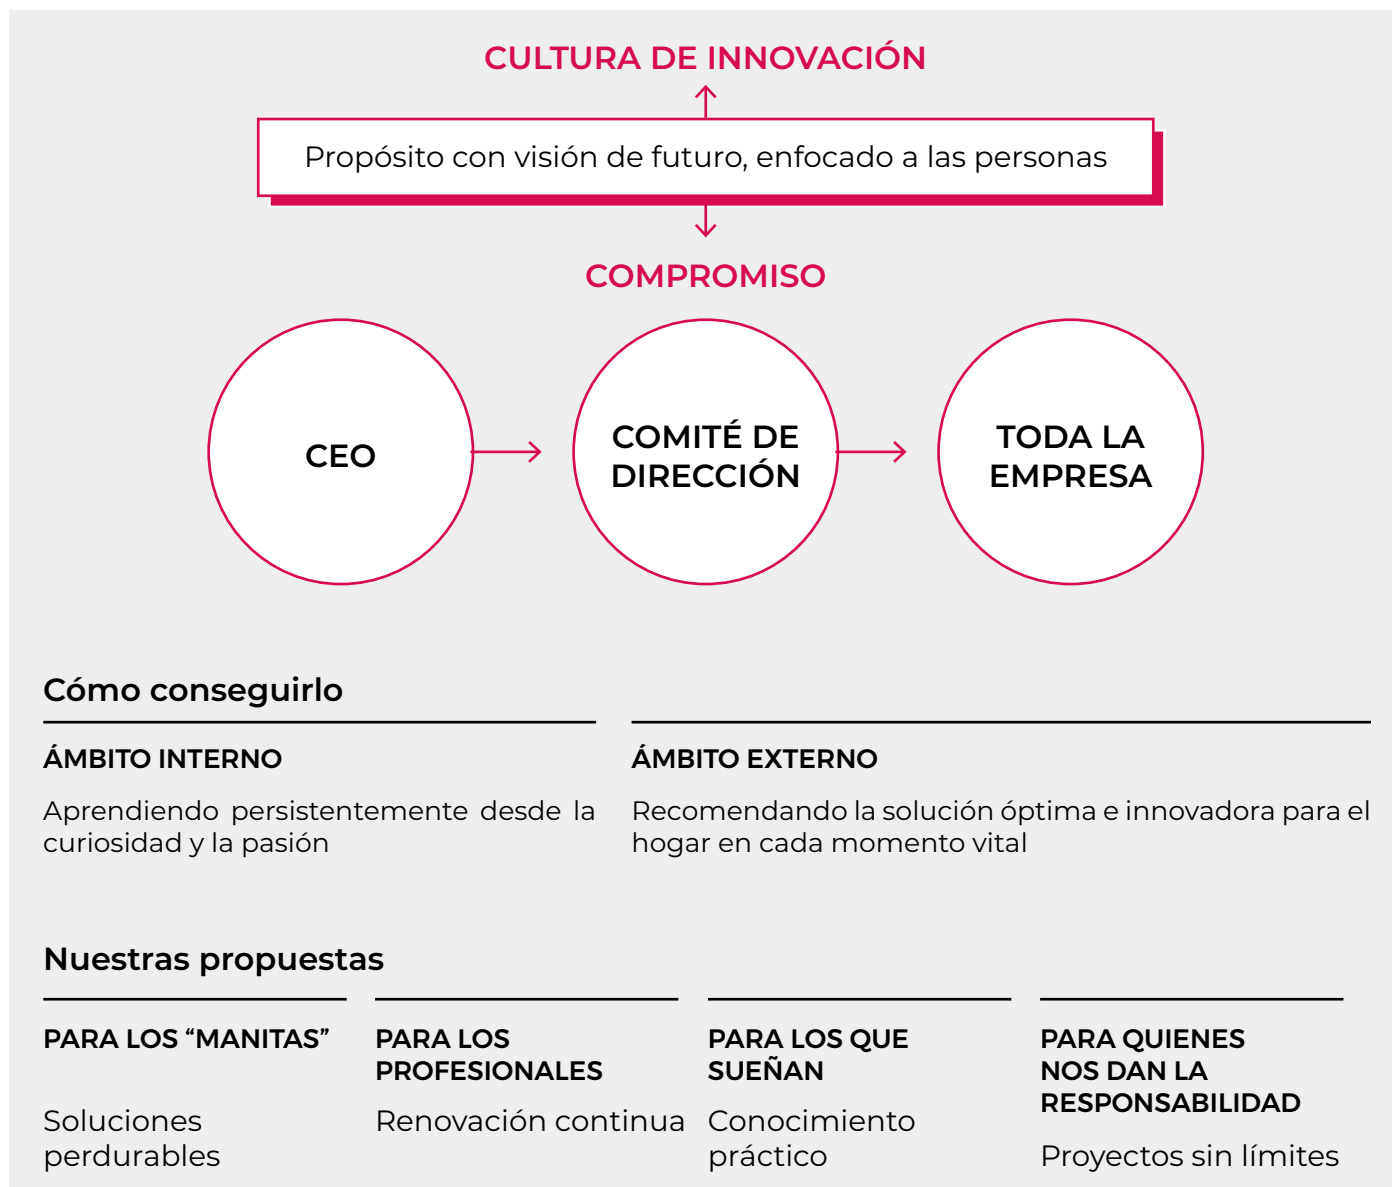 CULTURA DE INNOVACIÓN
Propósito con visión de futuro, enfocado a las personas
COMPROMISO
CEO
COMITÉ DE
DIRECCIÓN
TODA LA
EMPRESA
Cómo conseguirlo
ÁMBITO INTERNO
Aprendiendo persistentemente desde la
curiosidad y la pasión
ÁMBITO EXTERNO
Recomendando la solución óptima e innovadora para el
hogar en cada momento vital
Nuestras propuestas
PARA LOS “MANITAS”
Soluciones
perdurables
PARA LOS
PROFESIONALES
Renovación continua
PARA LOS QUE
SUEÑAN
Conocimiento
práctico
PARA QUIENES
NOS DAN LA
RESPONSABILIDAD
Proyectos sin límites